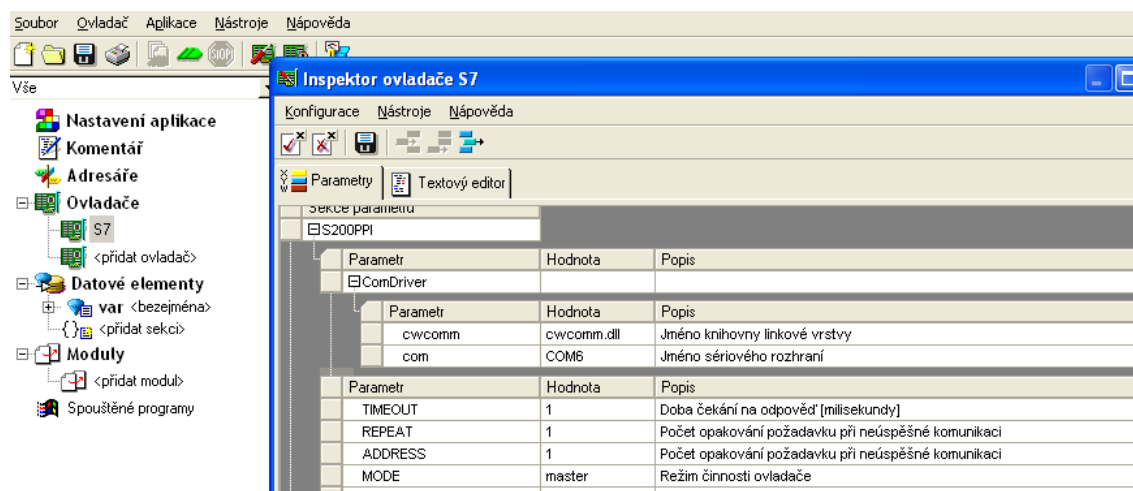 Soubor Ovladač Aplikace Nástroje Nápověda
STOP
Vše
Inspektor ovladače S7
Konfigurace Nástroje Nápověda
Parametry Textový editor
Nastavení aplikace
Komentář
Adresáře
Ovladače
S7
<přidat ovladač>
Datové elementy
var <bezejména>
<přidat sekci>
Moduly
<přidat modul>
Spouštěné programy
Sekce parametrů
S200PPI
Parametr Hodnota Popis
ComDriver
Parametr Hodnota Popis
cwcomm cwcomm.dll Jméno knihovny linkové vrstvy
com COM6 Jméno sériového rozhraní
Parametr Hodnota Popis
TIMEOUT 1 Doba čekání na odpověď [milisekundy]
REPEAT 1 Počet opakování požadavku při neúspěšné komunikaci
ADDRESS 1 Počet opakování požadavku při neúspěšné komunikaci
MODE master Režim činnosti ovladače